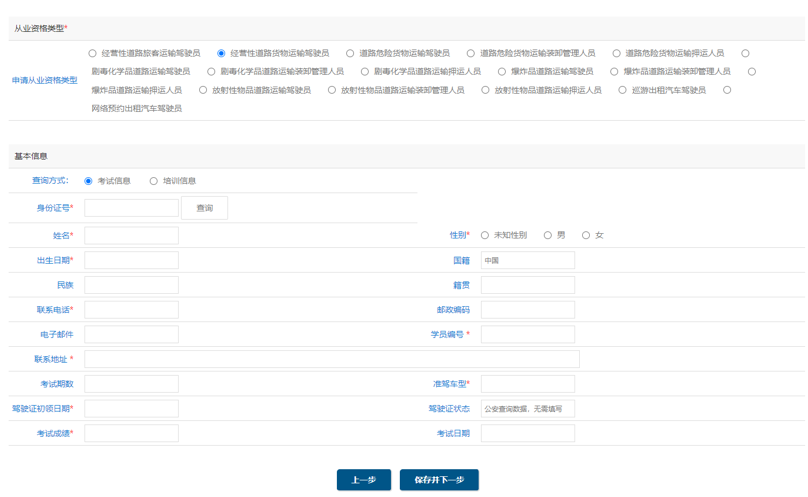 从业资格类型*
经营性道路旅客运输驾驶员 经营性道路货物运输驾驶员 道路危险货物运输驾驶员 道路危险货物运输装卸管理人员 道路危险货物运输押运人员
申请从业资格类型 剧毒化学品道路运输驾驶员 剧毒化学品道路运输装卸管理人员 剧毒化学品道路运输押运人员 爆炸品道路运输驾驶员 爆炸品道路运输装卸管理人员
爆炸品道路运输押运人员 放射性物品道路运输驾驶员 放射性物品道路运输装卸管理人员 放射性物品道路运输押运人员 巡游出租汽车驾驶员
网络预约出租汽车驾驶员
基本信息
查询方式: 考试信息 培训信息
身份证号* 查询
姓名* 性别* 未知性别 男 女
出生日期* 国籍 中国
民族 籍贯
联系电话* 邮政编码
电子邮件 学员编号 *
联系地址 *
考试期数 准驾车型*
驾驶证初领日期* 驾驶证状态 公安查询数据，无需填写
考试成绩* 考试日期
上一步 保存并下一步